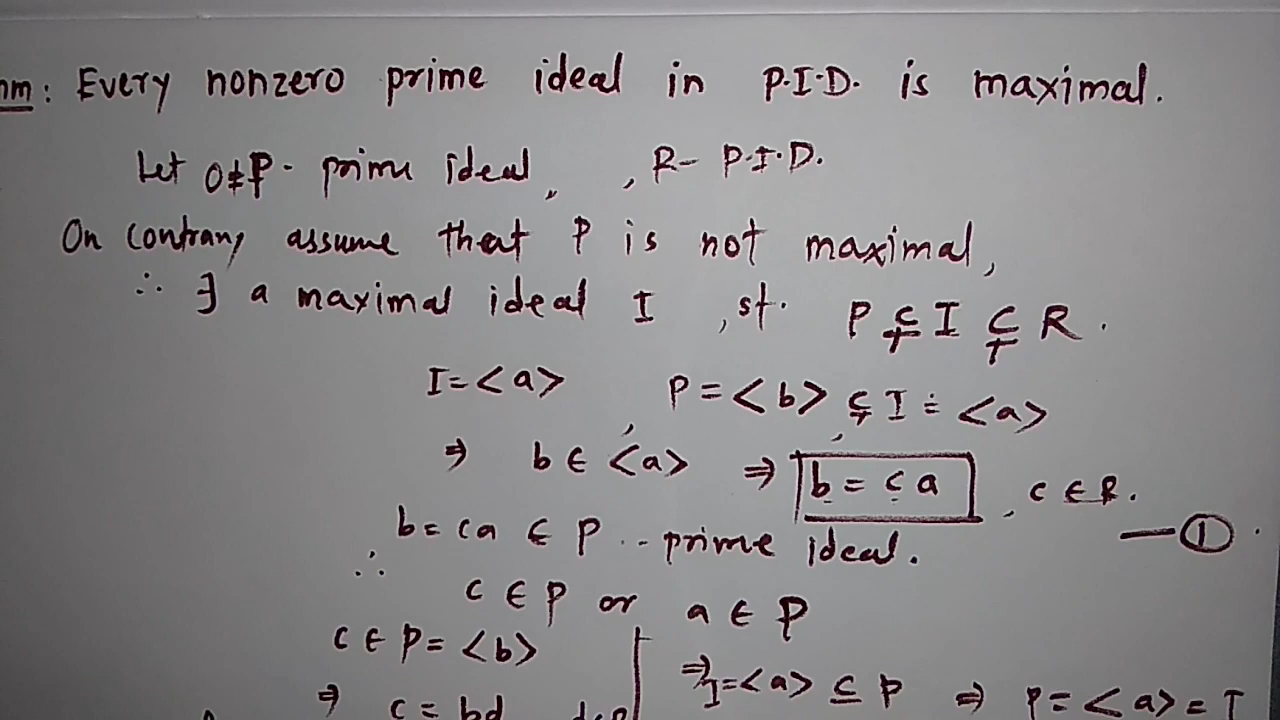 hm: Every nonzero prime ideal in P.I.D. is maximal.
Let 0≠P- prime ideal, , R- P.I.D.
On contrary assume that P is not maximal,
∴ ∃ a maximal ideal I , st. P ⊊ I ⊊ R.
I=<a> , P=<b> ⊊ I = <a>
⇒ b ∈ <a> ⇒ b = ca , c ∈ R. —①.
b= ca ∈ P -- prime ideal.
∴ c ∈ P or a ∈ P
c ∈ P= <b>
⇒ I=<a> ⊆ P ⇒ P= <a> = I
⇒ c = bd